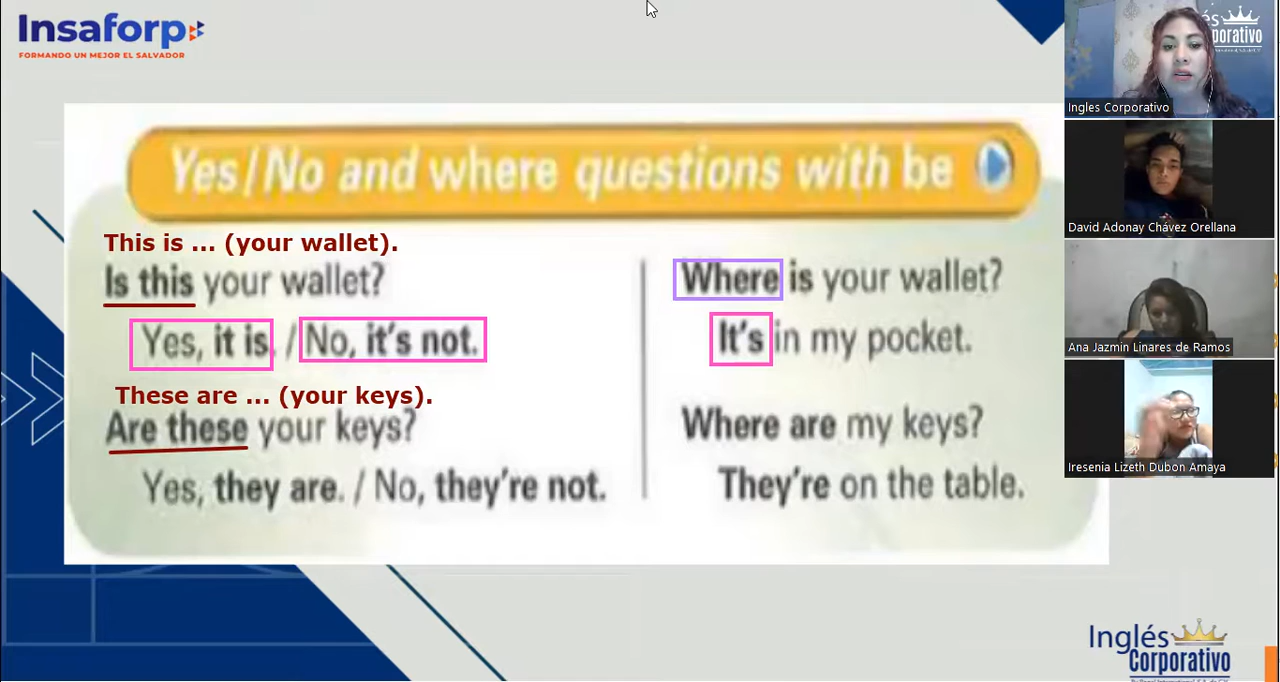 Insaforp
FORMANDO UN MEJOR EL SALVADOR
Yes/No and where questions with be
This is ... (your wallet).
Is this your wallet?
Yes, it is. / No, it's not.
These are ... (your keys).
Are these your keys?
Yes, they are. / No, they're not.
Where is your wallet?
It's in my pocket.
Where are my keys?
They're on the table.
Ingles Corporativo
David Adonay Chávez Orellana
Ana Jazmin Linares de Ramos
Iresenia Lizeth Dubon Amaya
Inglés
Corporativo